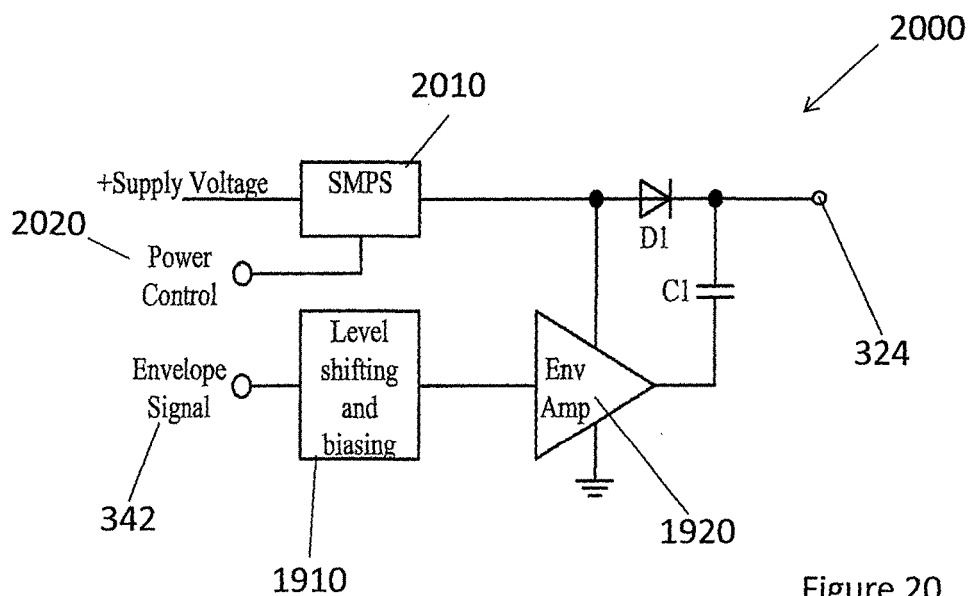 2000
2010
+Supply Voltage
SMPS
2020
Power
Control
D1
C1
324
Envelope
Signal
Level
shifting
and
biasing
Env
Amp
342
1910
1920
Figure 20